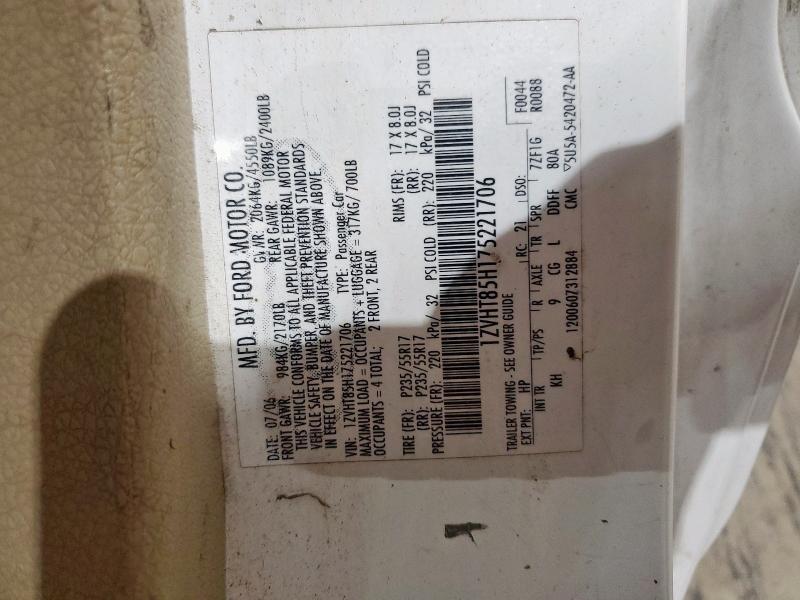 MFD. BY FORD MOTOR CO.
DATE: 07/06 GVWR: 2064KG/4550LB
FRONT GAWR: 984KG/2170LB REAR GAWR: 1089KG/2400LB
THIS VEHICLE CONFORMS TO ALL APPLICABLE FEDERAL MOTOR
VEHICLE SAFETY, BUMPER, AND THEFT PREVENTION STANDARDS
IN EFFECT ON THE DATE OF MANUFACTURE SHOWN ABOVE.
VIN: 1ZVHT85H175221706 TYPE: Passenger Car
MAXIMUM LOAD = OCCUPANTS + LUGGAGE = 317KG/ 700LB
OCCUPANTS = 4 TOTAL; 2 FRONT, 2 REAR
TIRE (FR): P235/55R17 RIMS (FR): 17 X 8.0J
(RR): P235/55R17 (RR): 17 X 8.0J
PRESSURE (FR): 220 kPa/ 32 PSI COLD (RR): 220 kPa/ 32 PSI COLD
1ZVHT85H175221706
TRAILER TOWING - SEE OWNER GUIDE
EXT PNT: HP RC: 21 DSO: F0044
R0088
INT TR TP/PS R AXLE TR SPR 7ZF1G
KH 9 CG L DDFF 80A
1200607312884 CMC ▽5U5A-5420472-AA